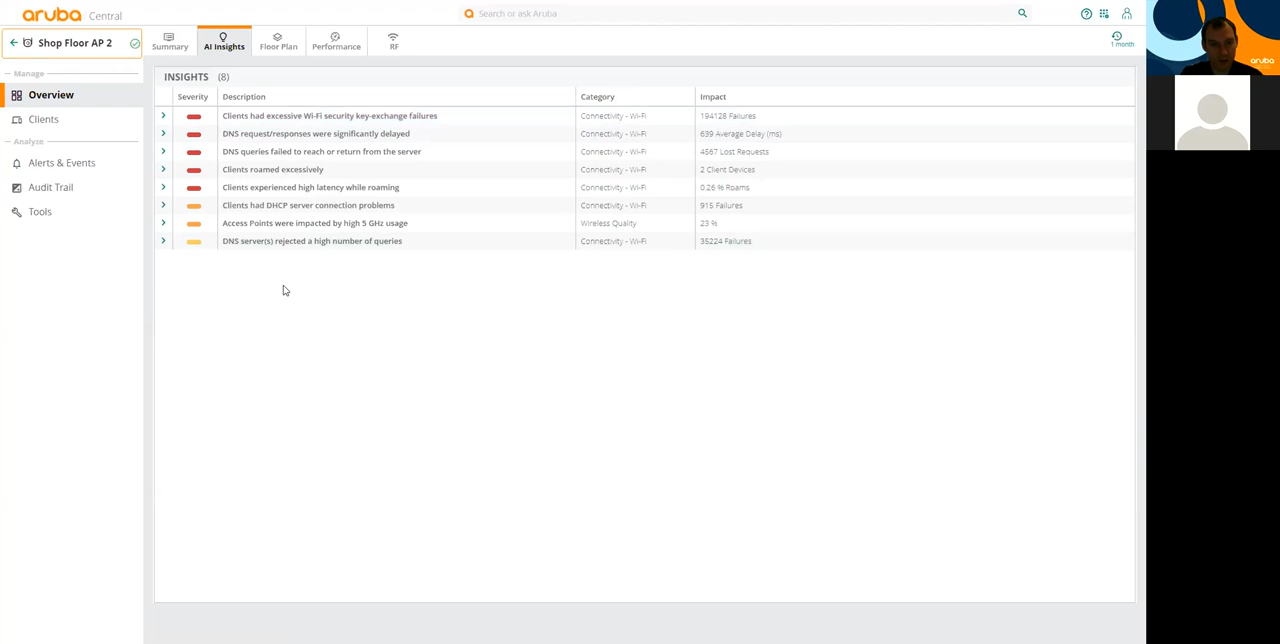 aruba Central
Search or ask Aruba
Shop Floor AP 2
Summary
AI Insights
Floor Plan
Performance
RF
1 month
aruba
Manage
Overview
Clients
Analyze
Alerts & Events
Audit Trail
Tools
INSIGHTS (8)
Severity Description Category Impact
Clients had excessive Wi-Fi security key-exchange failures Connectivity - Wi-Fi 194128 Failures
DNS request/responses were significantly delayed Connectivity - Wi-Fi 639 Average Delay (ms)
DNS queries failed to reach or return from the server Connectivity - Wi-Fi 4567 Lost Requests
Clients roamed excessively Connectivity - Wi-Fi 2 Client Devices
Clients experienced high latency while roaming Connectivity - Wi-Fi 0.26 % Roams
Clients had DHCP server connection problems Connectivity - Wi-Fi 915 Failures
Access Points were impacted by high 5 GHz usage Wireless Quality 23 %
DNS server(s) rejected a high number of queries Connectivity - Wi-Fi 35224 Failures